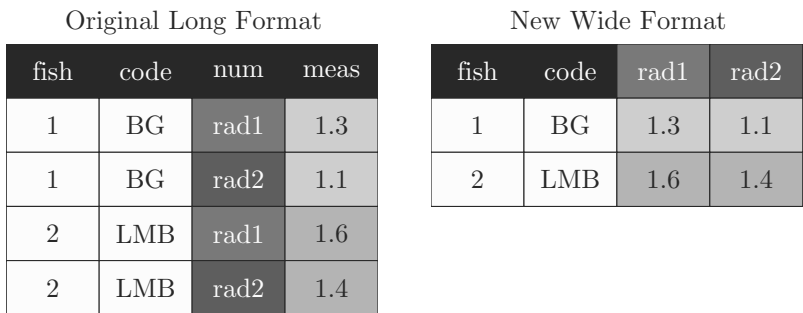 Original Long Format
fish code num meas
1 BG rad1 1.3
1 BG rad2 1.1
2 LMB rad1 1.6
2 LMB rad2 1.4
New Wide Format
fish code rad1 rad2
1 BG 1.3 1.1
2 LMB 1.6 1.4